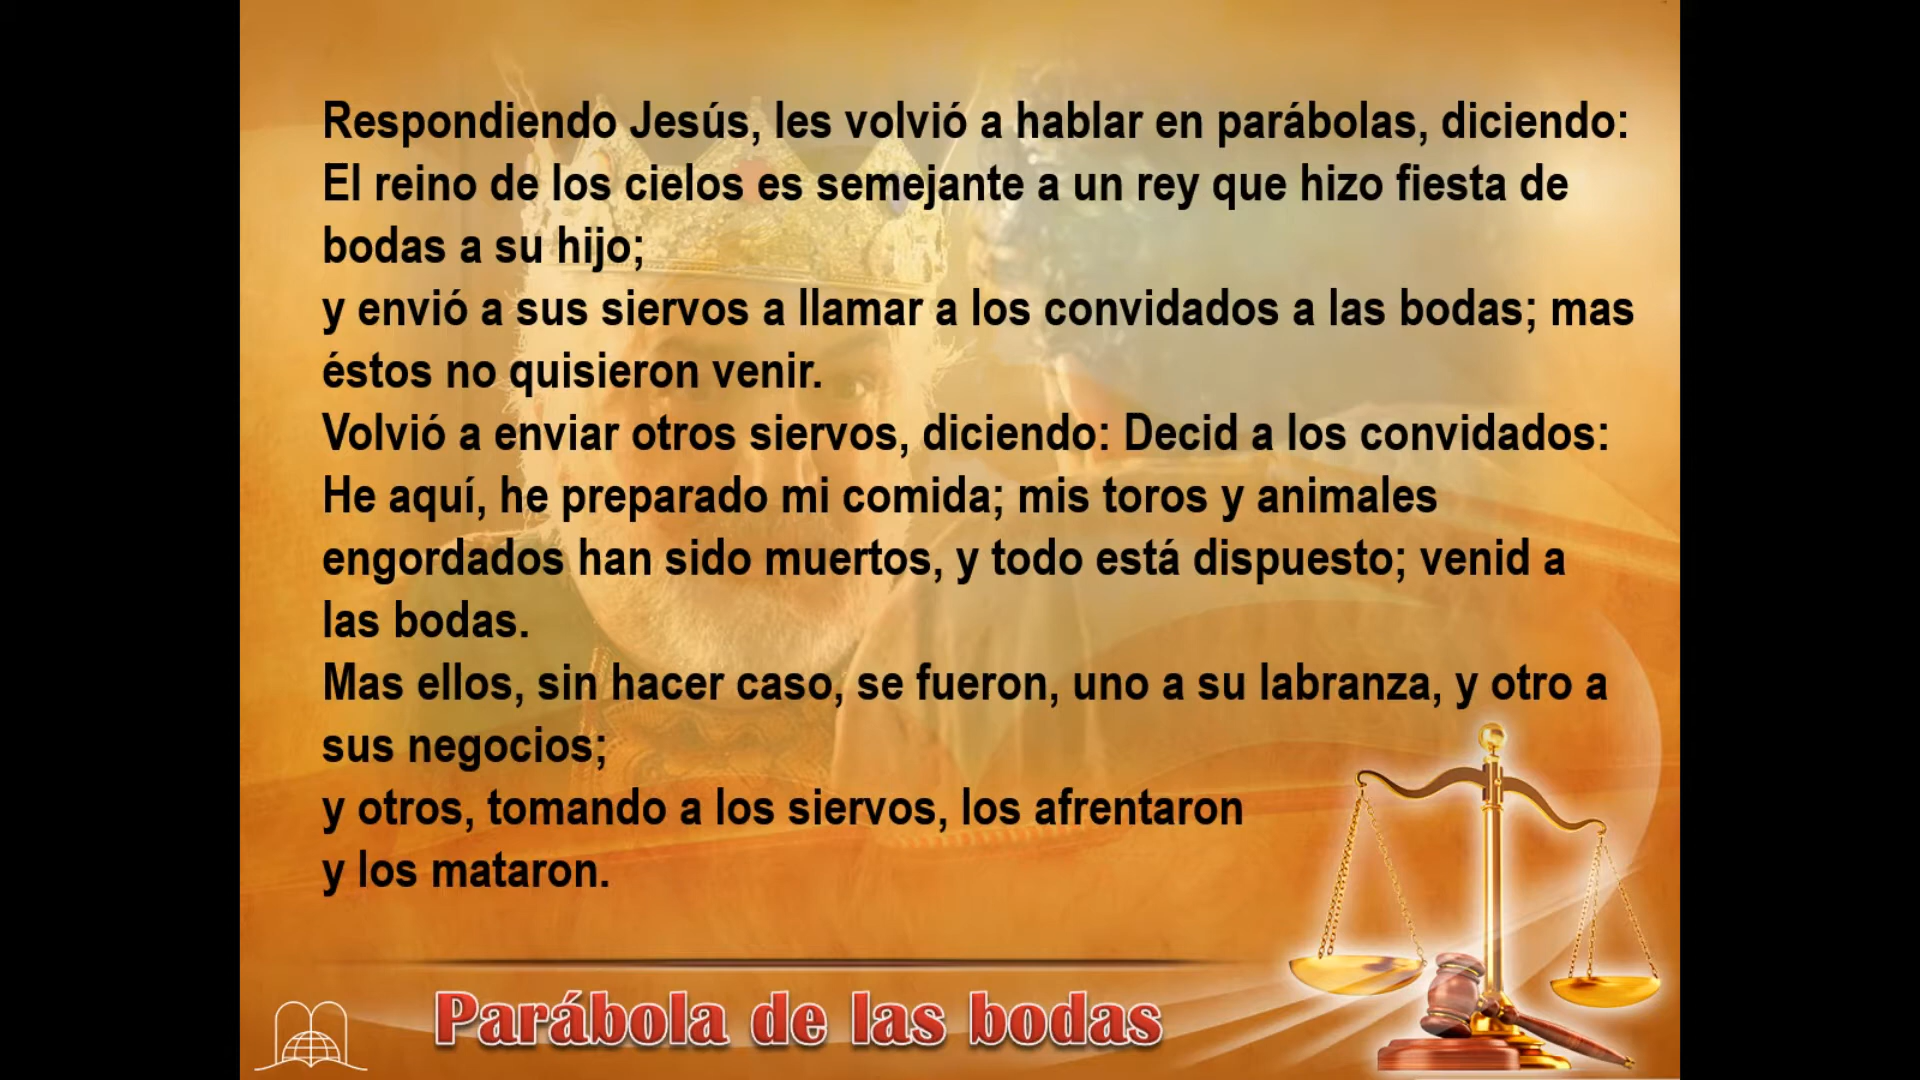 Respondiendo Jesús, les volvió a hablar en parábolas, diciendo:
El reino de los cielos es semejante a un rey que hizo fiesta de
bodas a su hijo;
y envió a sus siervos a llamar a los convidados a las bodas; mas
éstos no quisieron venir.
Volvió a enviar otros siervos, diciendo: Decid a los convidados:
He aquí, he preparado mi comida; mis toros y animales
engordados han sido muertos, y todo está dispuesto; venid a
las bodas.
Mas ellos, sin hacer caso, se fueron, uno a su labranza, y otro a
sus negocios;
y otros, tomando a los siervos, los afrentaron
y los mataron.
Parábola de las bodas